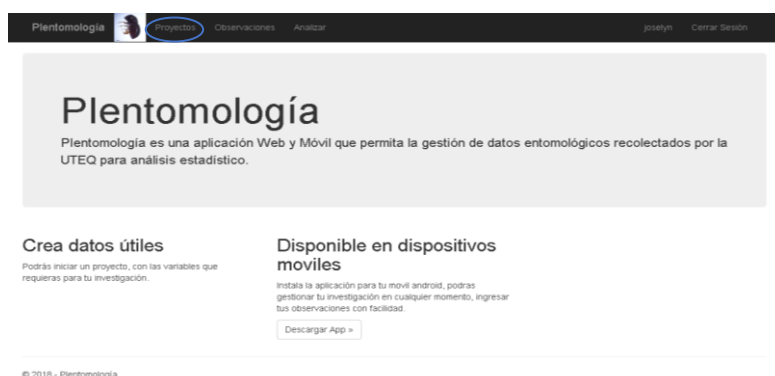 Plentomología Proyectos Observaciones Analizar joselyn Cerrar Sesión
Plentomología
Plentomología es una aplicación Web y Móvil que permita la gestión de datos entomológicos recolectados por la
UTEQ para análisis estadístico.
Crea datos útiles
Podrás iniciar un proyecto, con las variables que
requieras para tu investigación.
Disponible en dispositivos
moviles
Instala la aplicación para tu movil android, podras
gestionar tu investigación en cualquier momento, ingresar
tus observaciones con facilidad.
Descargar App »
© 2018 - Plentomología